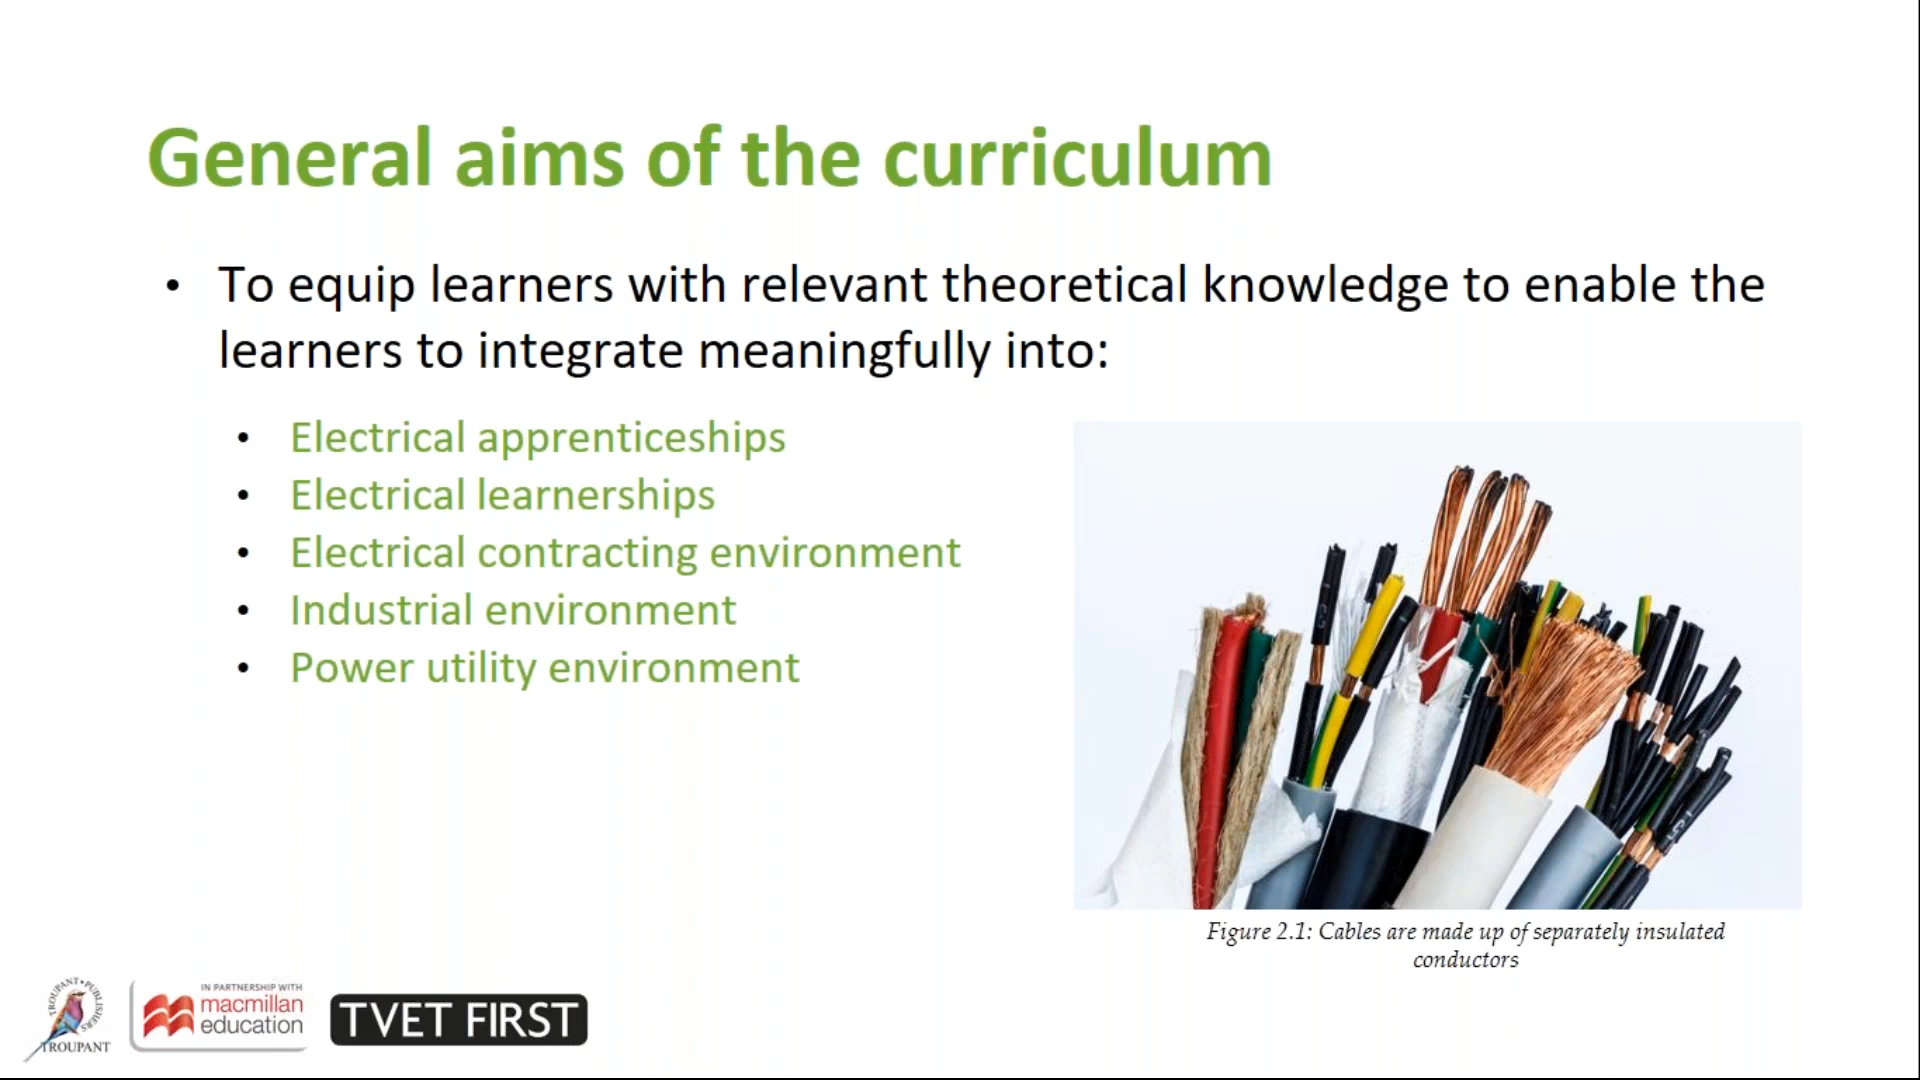 General aims of the curriculum
• To equip learners with relevant theoretical knowledge to enable the
learners to integrate meaningfully into:
• Electrical apprenticeships
• Electrical learnerships
• Electrical contracting environment
• Industrial environment
• Power utility environment
Figure 2.1: Cables are made up of separately insulated
conductors
TROUPANT • PUBLISHERS
TROUPANT
IN PARTNERSHIP WITH
macmillan
education
TVET FIRST